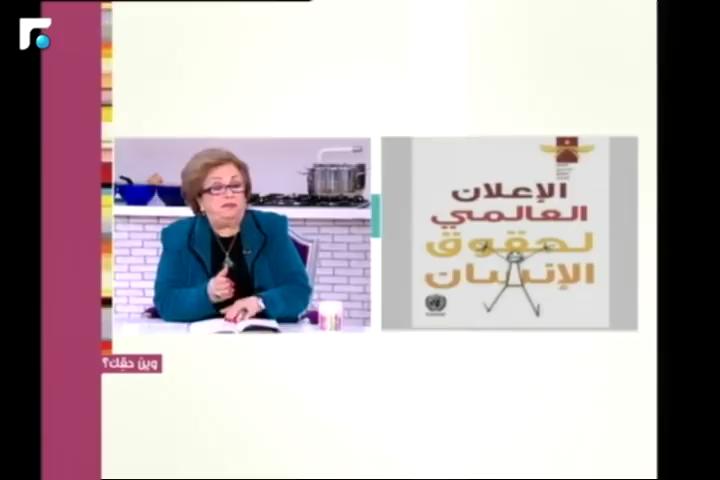 الإعلان
العالمي
لحقوق
الإنسان
وين حقك؟